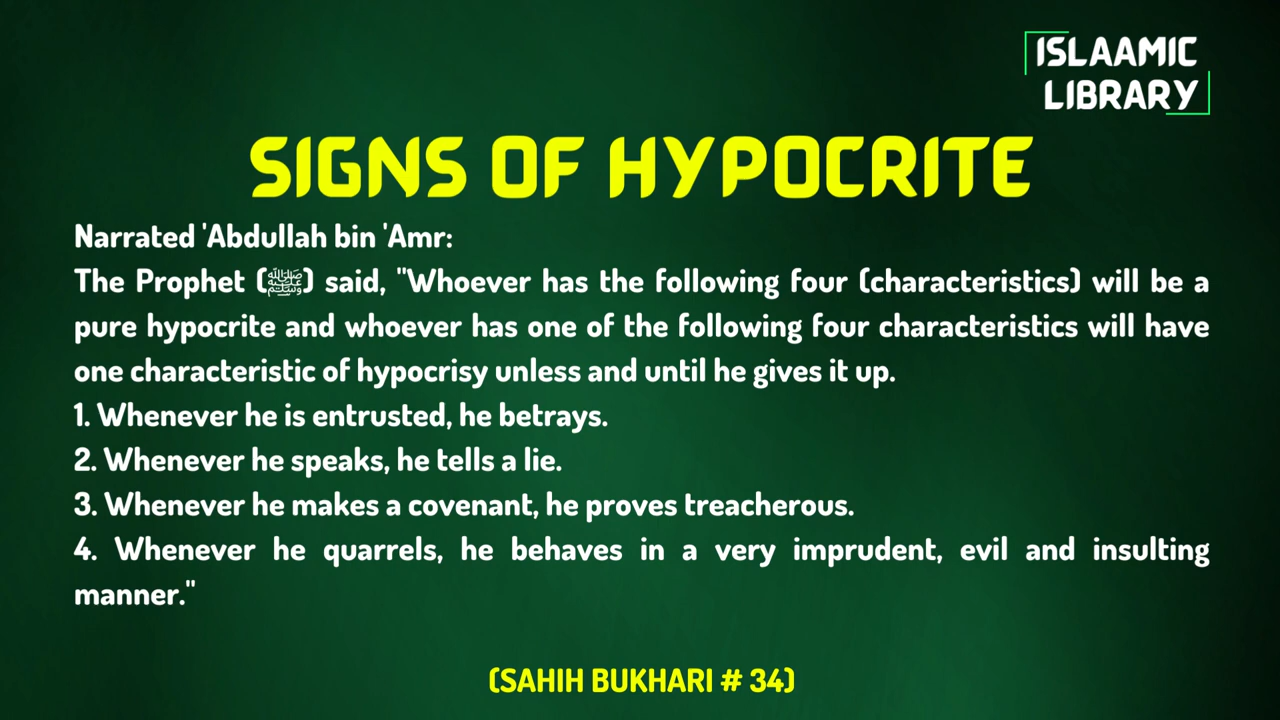 ISLAAMIC
LIBRARY
SIGNS OF HYPOCRITE
Narrated 'Abdullah bin 'Amr:
The Prophet (ﷺ) said, "Whoever has the following four (characteristics) will be a
pure hypocrite and whoever has one of the following four characteristics will have
one characteristic of hypocrisy unless and until he gives it up.
1. Whenever he is entrusted, he betrays.
2. Whenever he speaks, he tells a lie.
3. Whenever he makes a covenant, he proves treacherous.
4. Whenever he quarrels, he behaves in a very imprudent, evil and insulting
manner."
(SAHIH BUKHARI # 34)